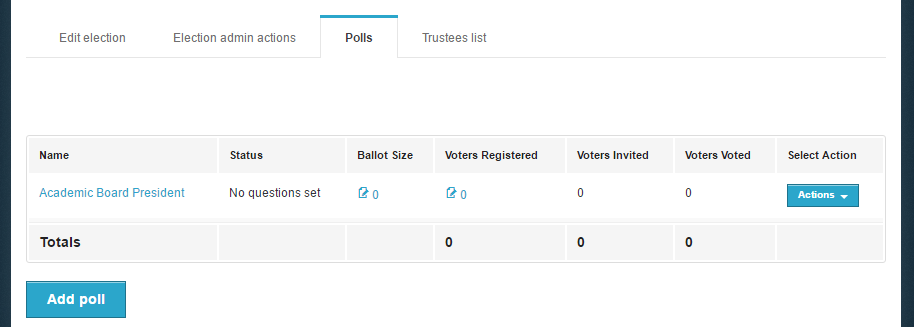 Edit election Election admin actions Polls Trustees list
Name Status Ballot Size Voters Registered Voters Invited Voters Voted Select Action
Academic Board President No questions set 0 0 0 0 Actions
Totals 0 0 0
Add poll